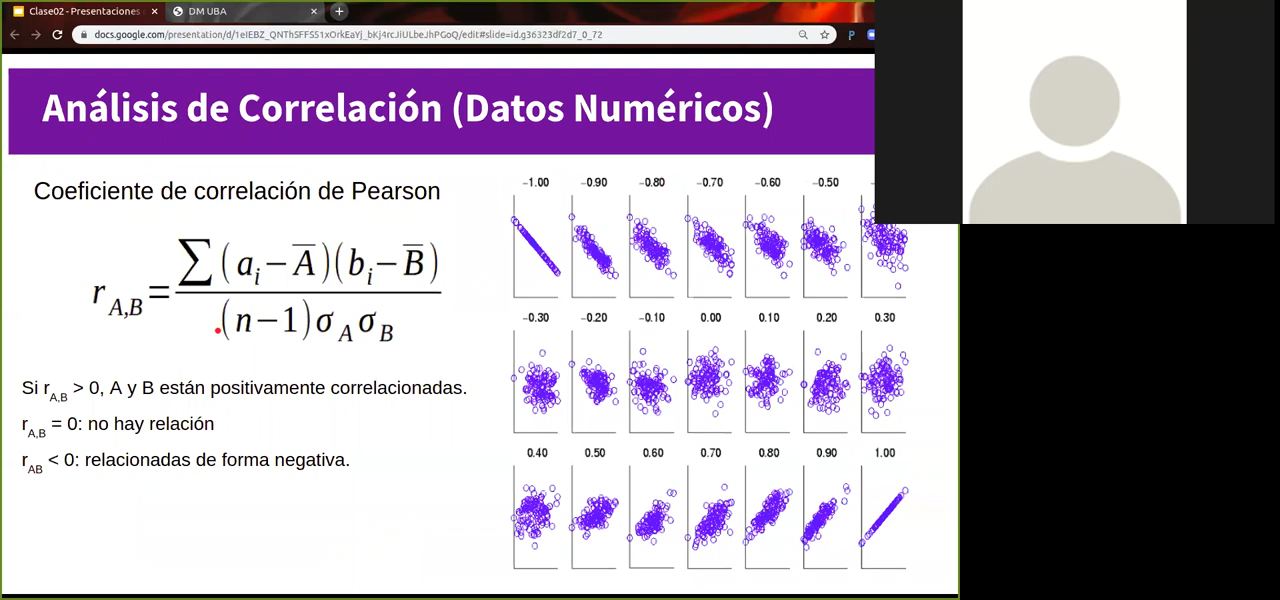 Clase02 - Presentaciones
DM UBA
docs.google.com/presentation/d/1eIEBZ_QNThSFFS51xOrkEaYj_bKj4rcJiULbeJhPGoQ/edit#slide=id.g36323df2d7_0_72
Análisis de Correlación (Datos Numéricos)
Coeficiente de correlación de Pearson
r_{A,B} = ∑(a_i − A̅)(b_i − B̅) / (n−1)σ_A σ_B
Si r_{A,B} > 0, A y B están positivamente correlacionadas.
r_{A,B} = 0: no hay relación
r_{AB} < 0: relacionadas de forma negativa.
−1.00 −0.90 −0.80 −0.70 −0.60 −0.50
−0.30 −0.20 −0.10 0.00 0.10 0.20 0.30
0.40 0.50 0.60 0.70 0.80 0.90 1.00